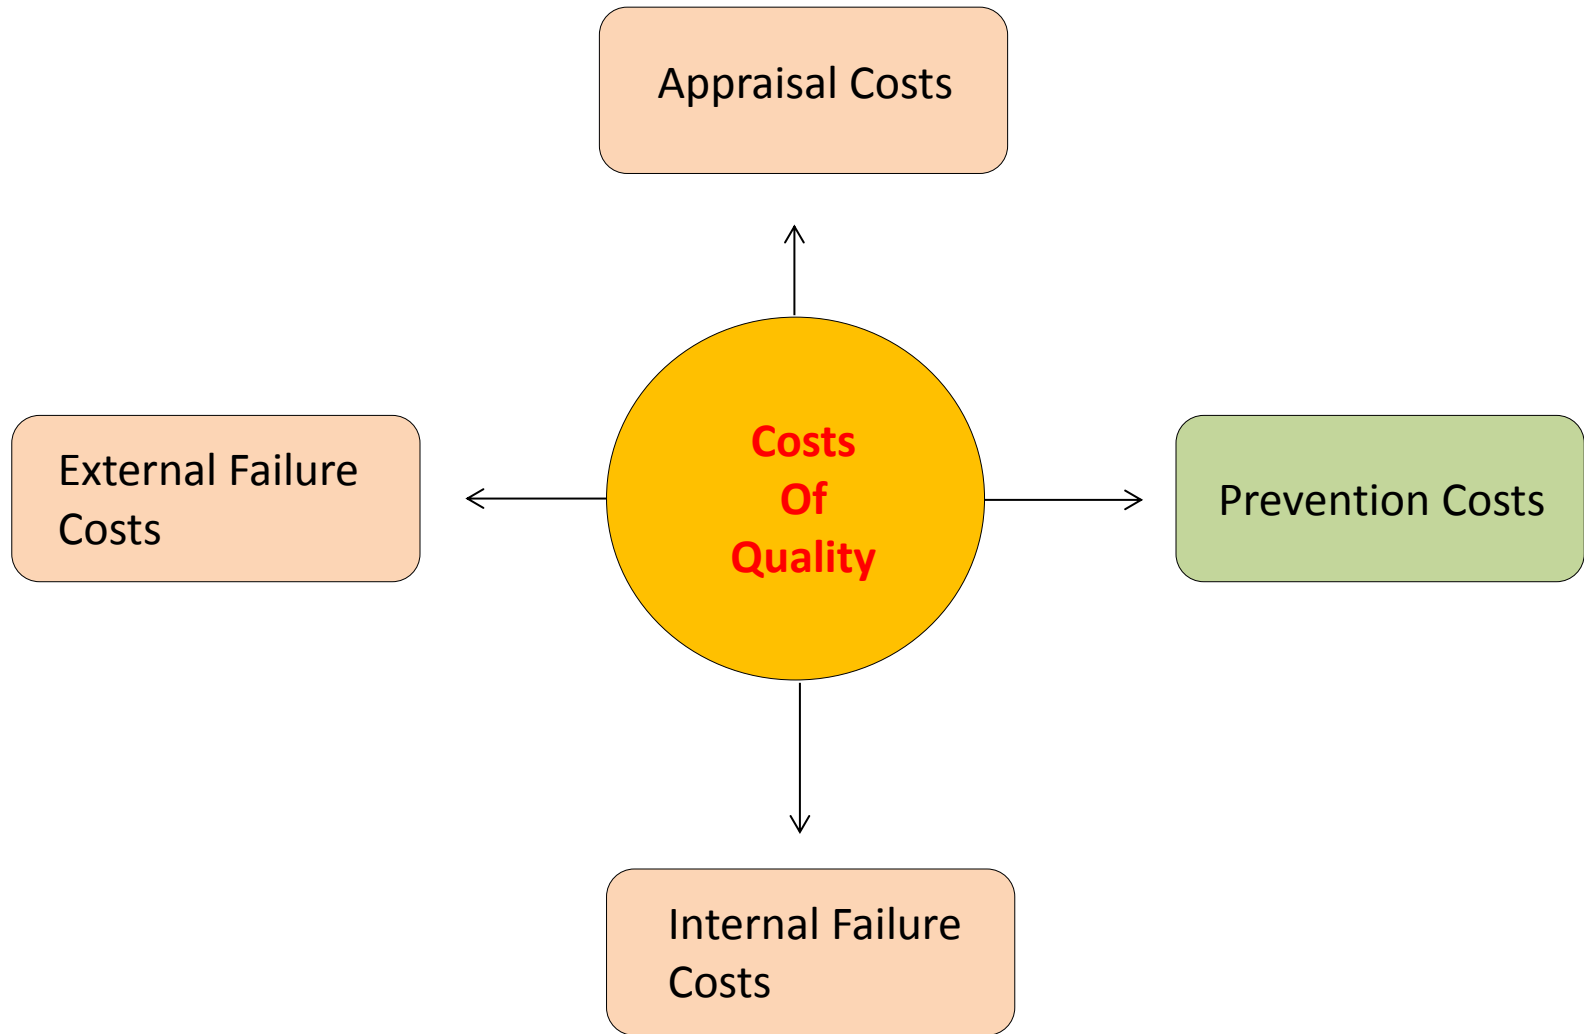 Appraisal Costs
External Failure
Costs
Costs
Of
Quality
Prevention Costs
Internal Failure
Costs